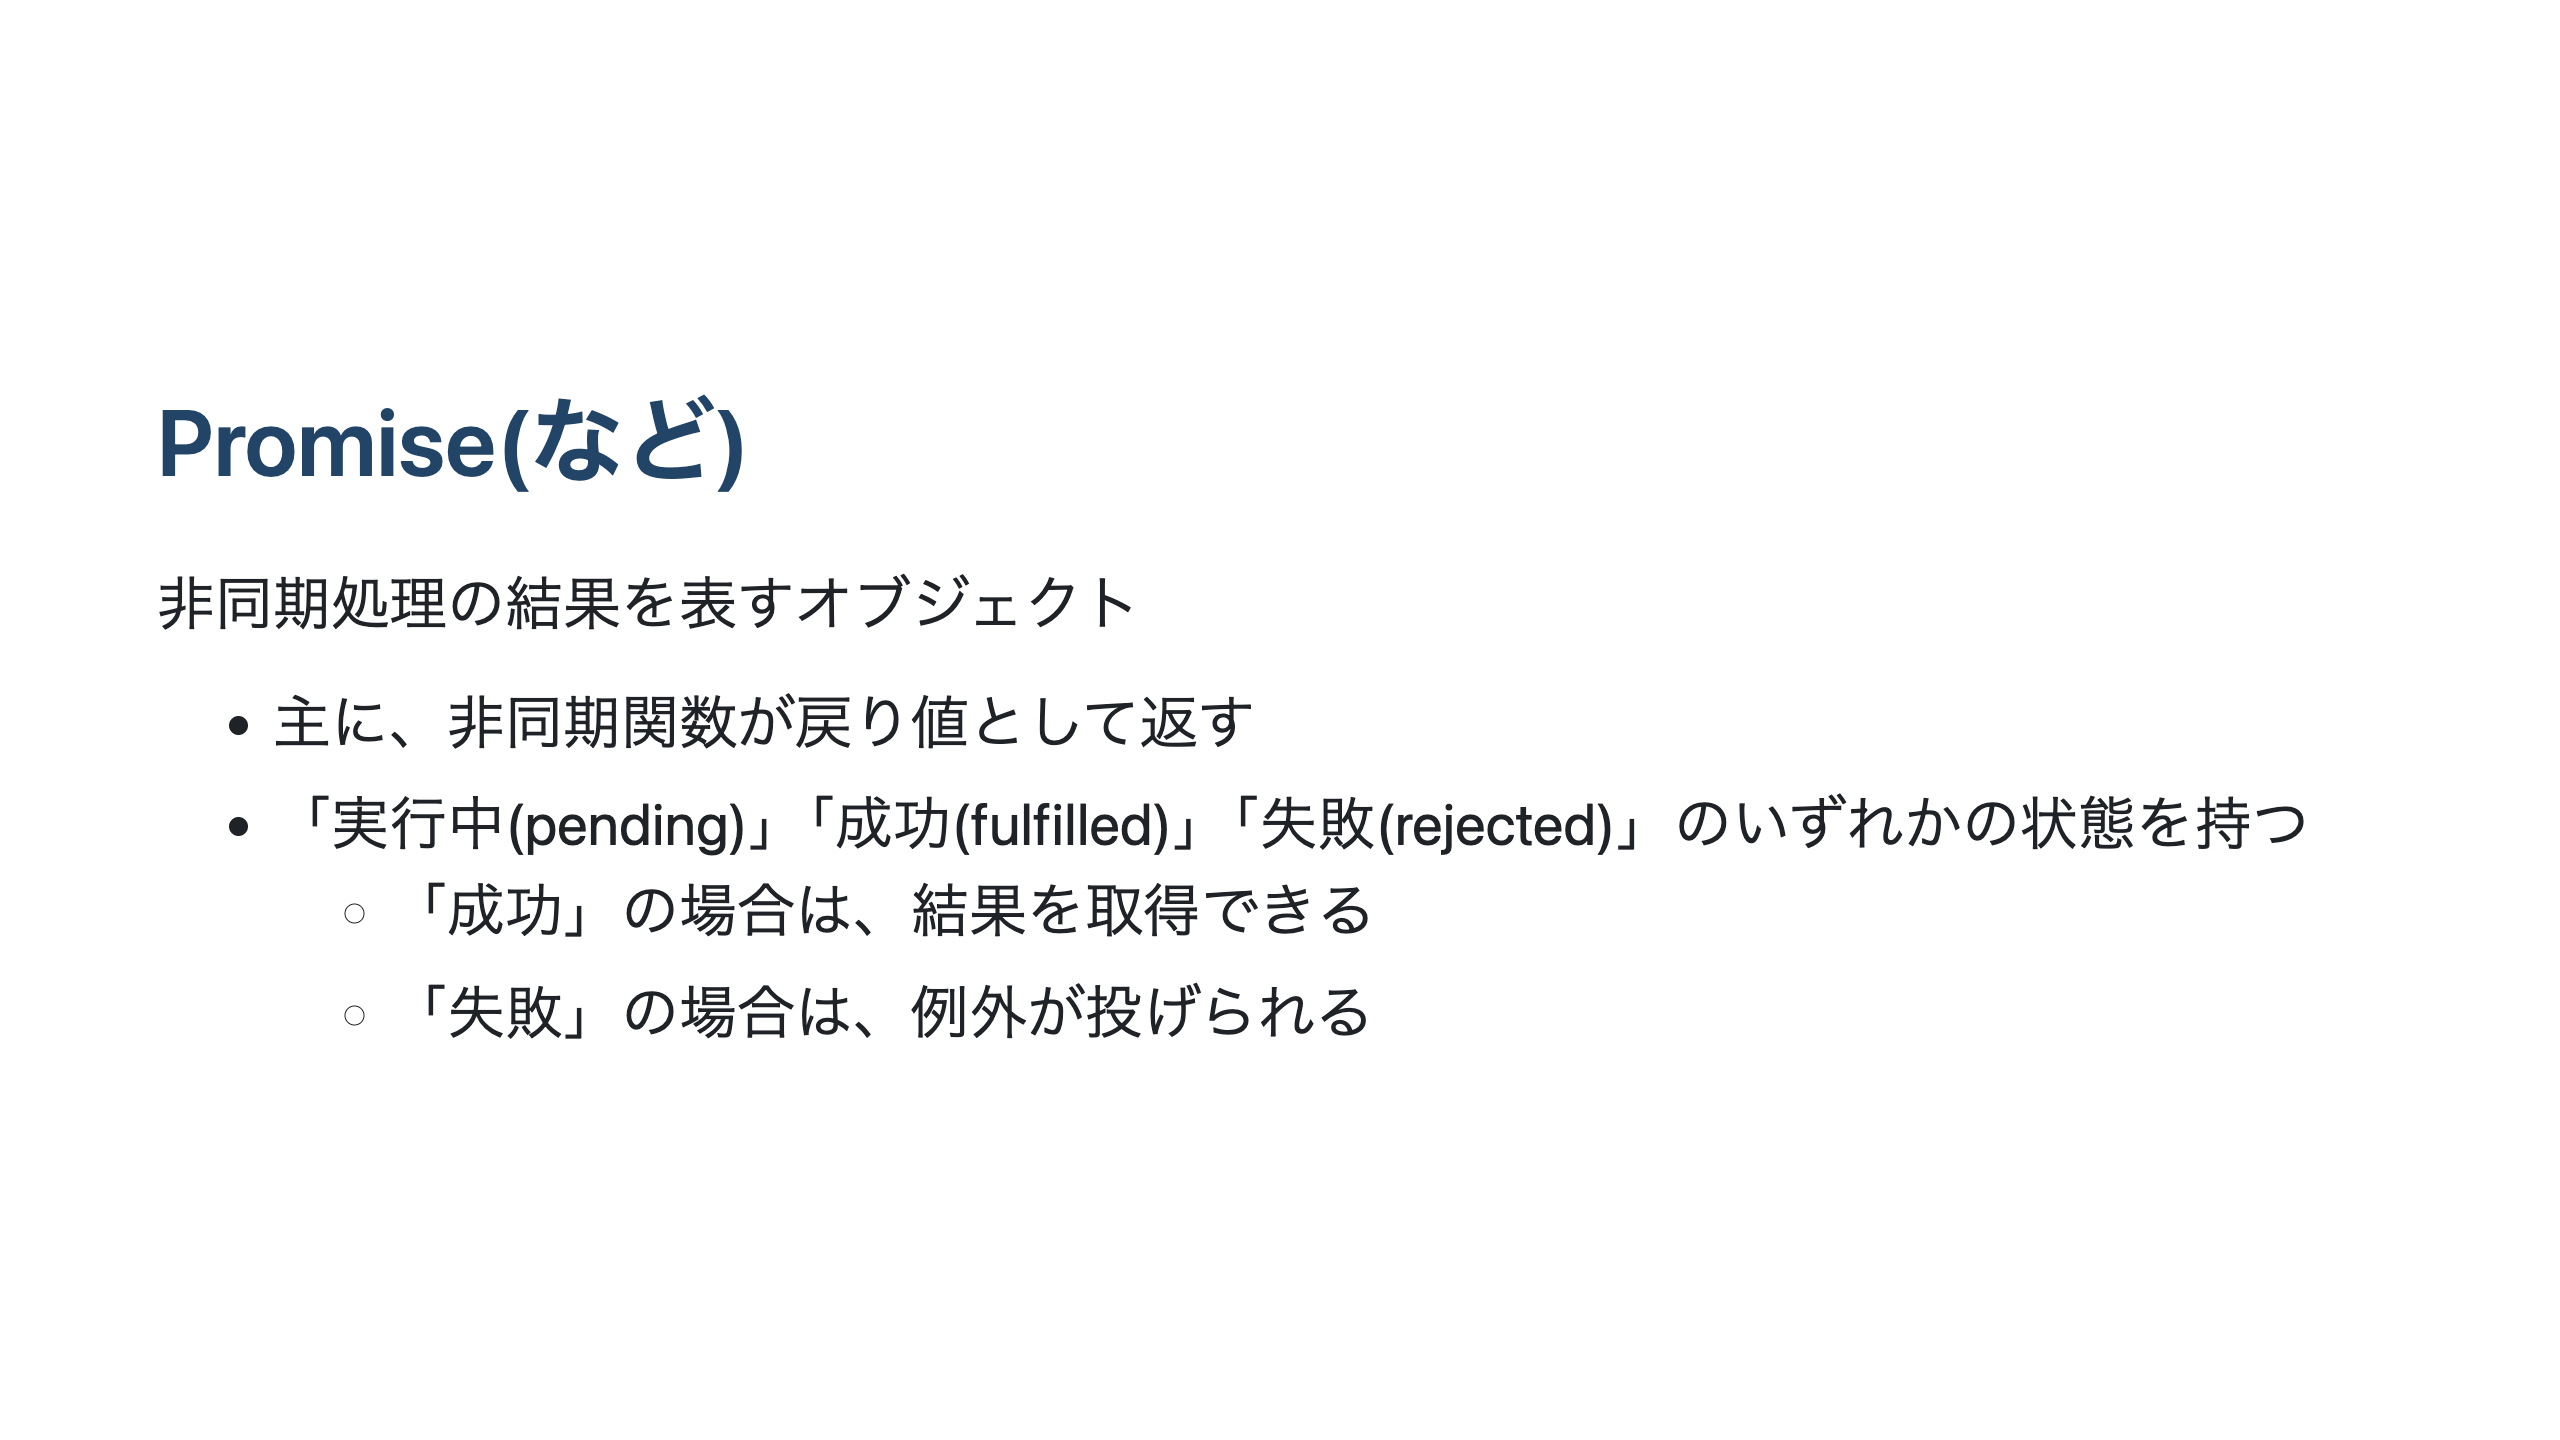 Promise(など)
非同期処理の結果を表すオブジェクト
主に、非同期関数が戻り値として返す
「実行中(pending)」「成功(fulfilled)」「失敗(rejected)」のいずれかの状態を持つ
「成功」の場合は、結果を取得できる
「失敗」の場合は、例外が投げられる